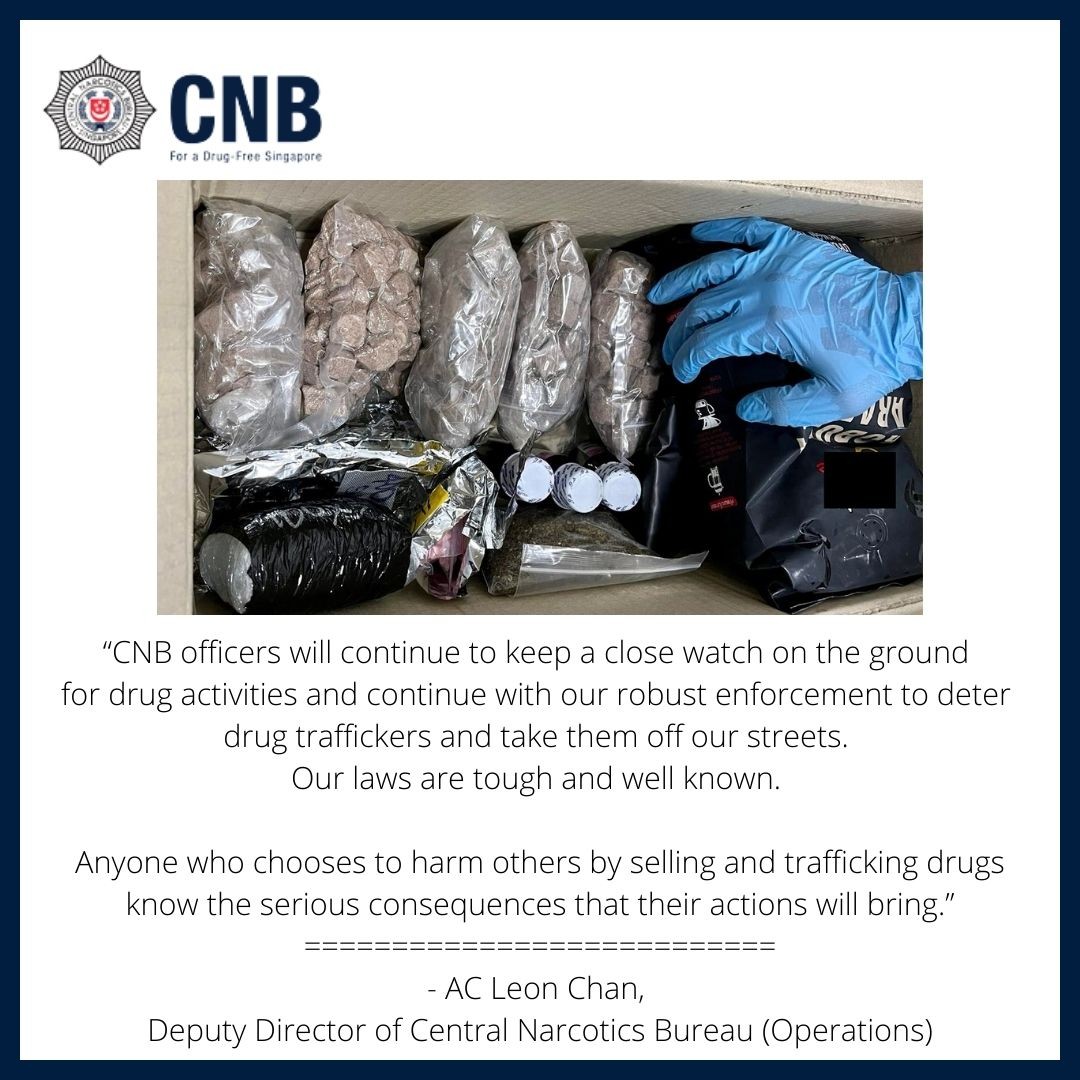 CENTRAL NARCOTICS BUREAU
SINGAPORE
CNB
For a Drug-Free Singapore
“CNB officers will continue to keep a close watch on the ground
for drug activities and continue with our robust enforcement to deter
drug traffickers and take them off our streets.
Our laws are tough and well known.
Anyone who chooses to harm others by selling and trafficking drugs
know the serious consequences that their actions will bring.”
===========================
- AC Leon Chan,
Deputy Director of Central Narcotics Bureau (Operations)